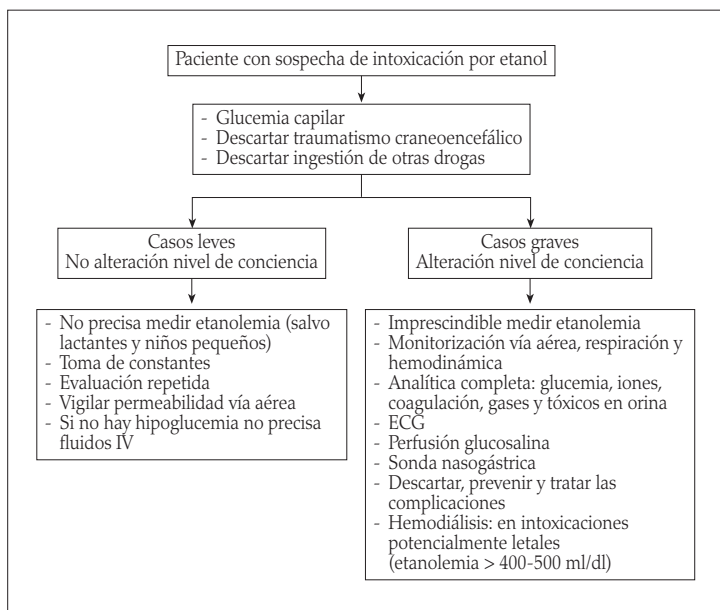 Paciente con sospecha de intoxicación por etanol
- Glucemia capilar
- Descartar traumatismo craneoencefálico
- Descartar ingestión de otras drogas
Casos leves
No alteración nivel de conciencia
Casos graves
Alteración nivel de conciencia
- No precisa medir etanolemia (salvo
lactantes y niños pequeños)
- Toma de constantes
- Evaluación repetida
- Vigilar permeabilidad vía aérea
- Si no hay hipoglucemia no precisa
fluidos IV
- Imprescindible medir etanolemia
- Monitorización vía aérea, respiración y
hemodinámica
- Analítica completa: glucemia, iones,
coagulación, gases y tóxicos en orina
- ECG
- Perfusión glucosalina
- Sonda nasogástrica
- Descartar, prevenir y tratar las
complicaciones
- Hemodiálisis: en intoxicaciones
potencialmente letales
(etanolemia > 400-500 ml/dl)